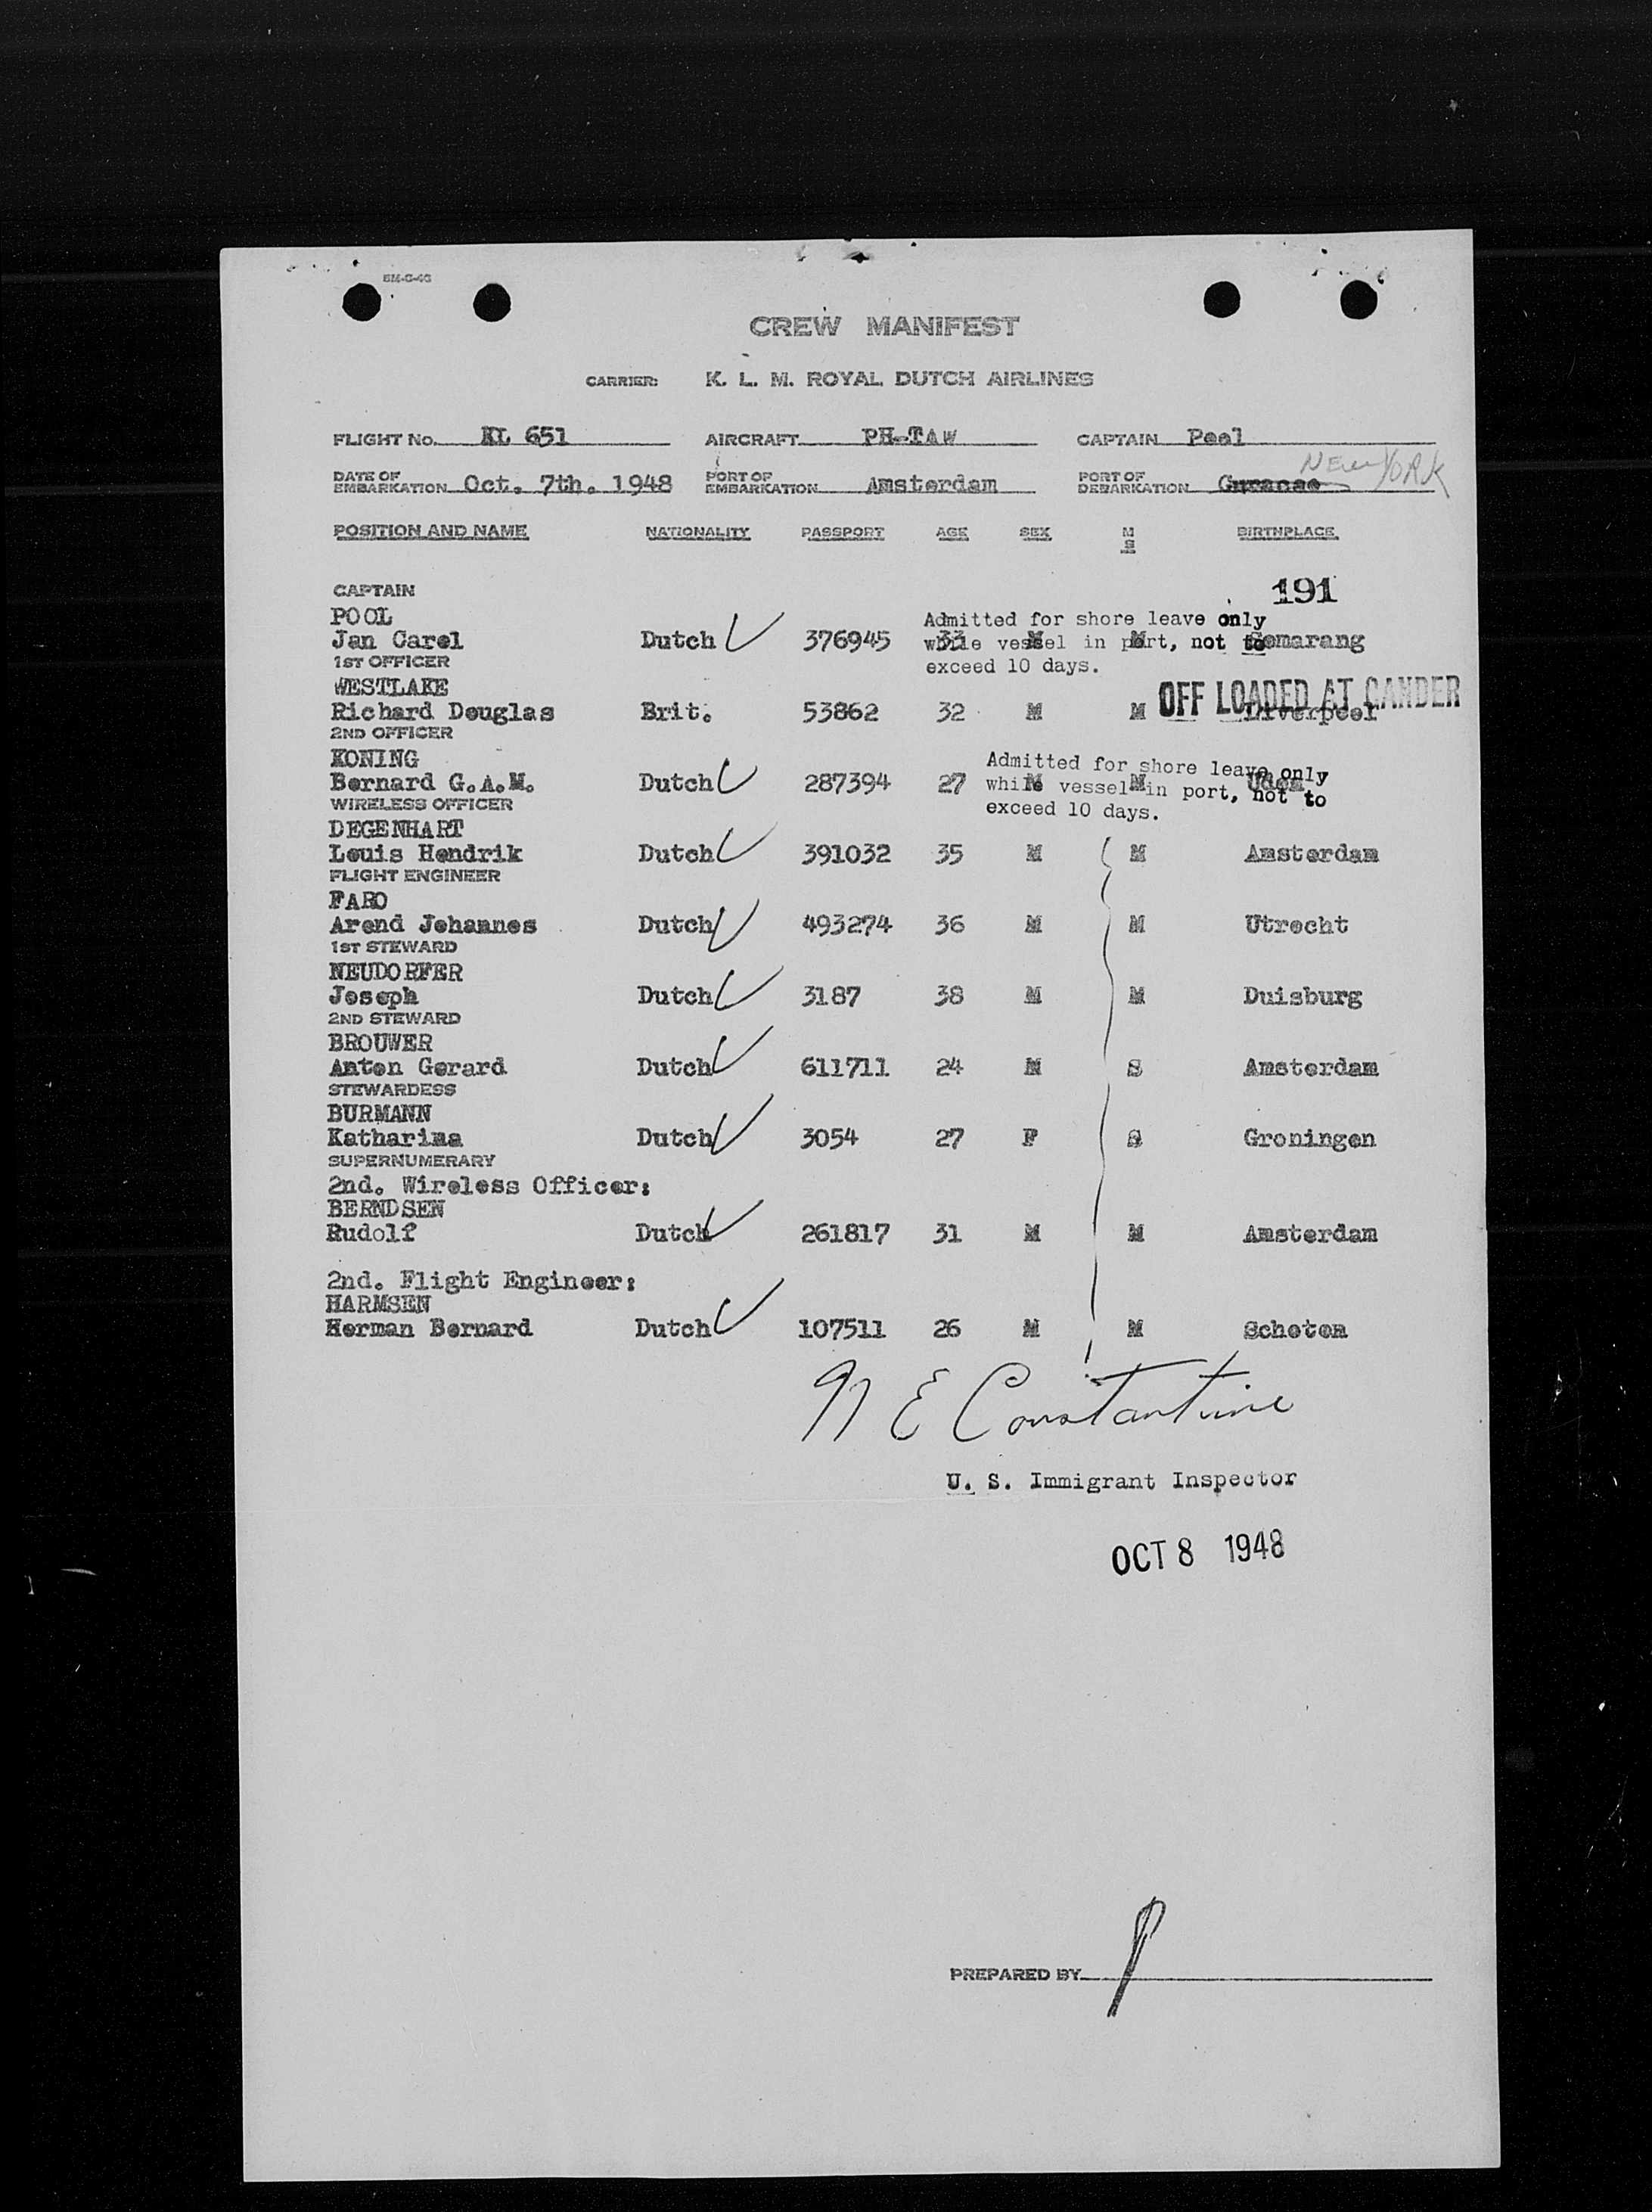 BM-C-46
CREW MANIFEST
CARRIER: K. L. M. ROYAL DUTCH AIRLINES
FLIGHT No. KL 651 AIRCRAFT PH-TAW CAPTAIN Pool
DATE OF EMBARKATION Oct. 7th. 1948 PORT OF EMBARKATION Amsterdam PORT OF DEBARKATION Curacao NEW YORK
POSITION AND NAME NATIONALITY PASSPORT AGE SEX M S BIRTHPLACE
191
CAPTAIN
POOL
Jan Carel Dutch 376945 33 M M Semarang
Admitted for shore leave only
while vessel in port, not to
exceed 10 days.
1ST OFFICER
WESTLAKE
OFF LOADED AT GANDER
Richard Douglas Brit. 53862 32 M M Liverpool
2ND OFFICER
KONING
Bernard G.A.M. Dutch 287394 27 M M Uden
Admitted for shore leave only
while vessel in port, not to
exceed 10 days.
WIRELESS OFFICER
DEGENHART
Louis Hendrik Dutch 391032 35 M M Amsterdam
FLIGHT ENGINEER
FABO
Arend Johannes Dutch 493274 36 M M Utrecht
1ST STEWARD
NEUDORFER
Joseph Dutch 3187 38 M M Duisburg
2ND STEWARD
BROUWER
Anton Gerard Dutch 611711 24 M S Amsterdam
STEWARDESS
BURMANN
Katharina Dutch 3054 27 F S Groningen
SUPERNUMERARY
2nd. Wireless Officer:
BERNDSEN
Rudolf Dutch 261817 31 M M Amsterdam
2nd. Flight Engineer:
HARMSEN
Herman Bernard Dutch 107511 26 M M Schoten
N E Constantine
U. S. Immigrant Inspector
OCT 8 1948
PREPARED BY